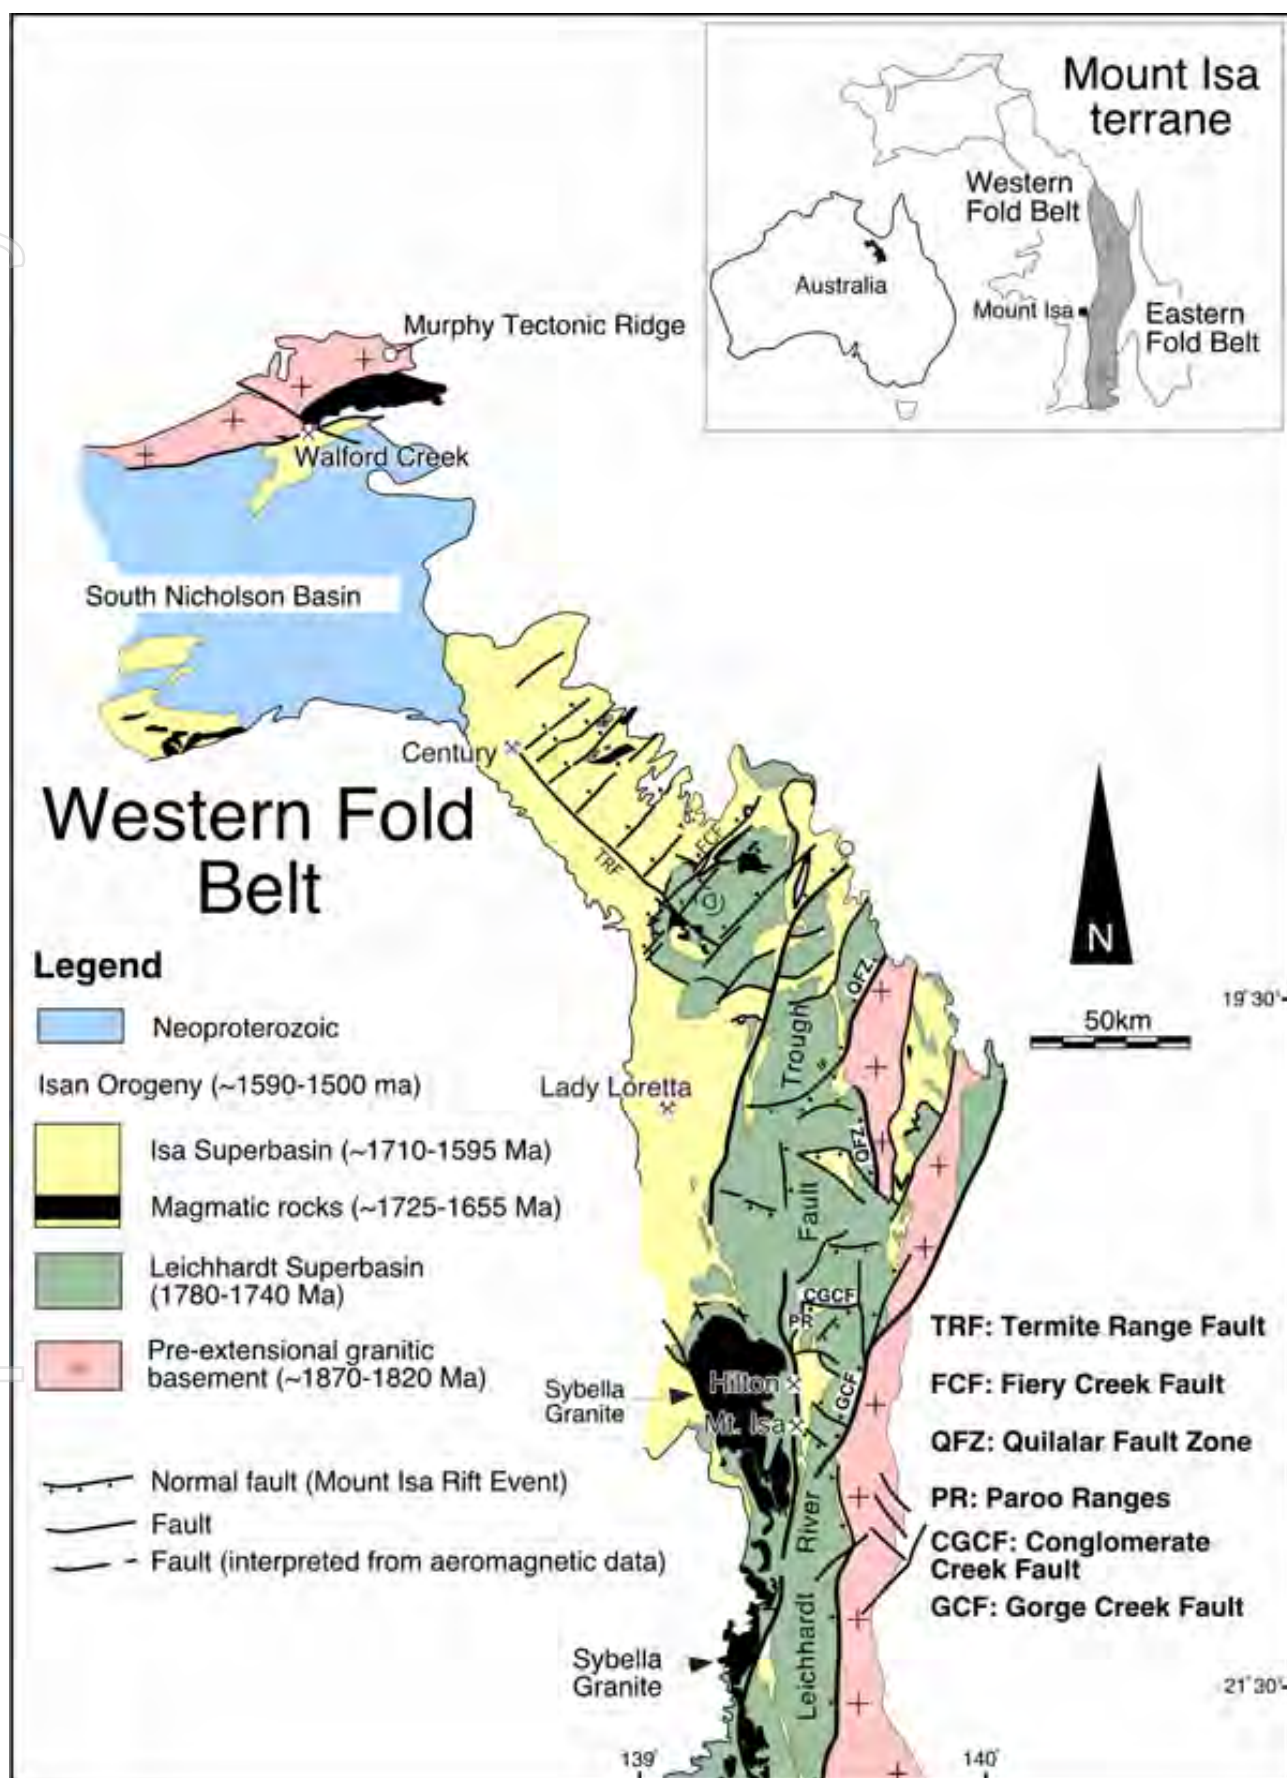 Mount Isa
terrane
Western
Fold Belt
Australia
Mount Isa
Eastern
Fold Belt
Murphy Tectonic Ridge
Walford Creek
South Nicholson Basin
Century
TRF
FCF
Western Fold
Belt
N
QFZ
19°30'
50km
Trough
Lady Loretta
QFZ
Fault
CGCF
PR
Hilton
GCF
Sybella
Granite
Mt. Isa
River
Leichhardt
Sybella
Granite
21°30'
139°
140°
Legend
Neoproterozoic
Isan Orogeny (~1590-1500 ma)
Isa Superbasin (~1710-1595 Ma)
Magmatic rocks (~1725-1655 Ma)
Leichhardt Superbasin
(1780-1740 Ma)
Pre-extensional granitic
basement (~1870-1820 Ma)
Normal fault (Mount Isa Rift Event)
Fault
Fault (interpreted from aeromagnetic data)
TRF: Termite Range Fault
FCF: Fiery Creek Fault
QFZ: Quilalar Fault Zone
PR: Paroo Ranges
CGCF: Conglomerate
Creek Fault
GCF: Gorge Creek Fault